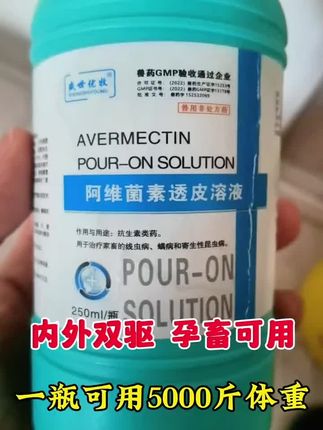 盛世优牧
兽药GMP验收通过企业
兽用非处方药
AVERMECTIN
POUR-ON SOLUTION
阿维菌素透皮溶液
作用与用途:抗生素类药。
用于治疗家畜的线虫病、螨病和寄生性昆虫病。
POUR-ON
250ml/瓶
SOLUTION
内外双驱 孕畜可用
一瓶可用5000斤体重